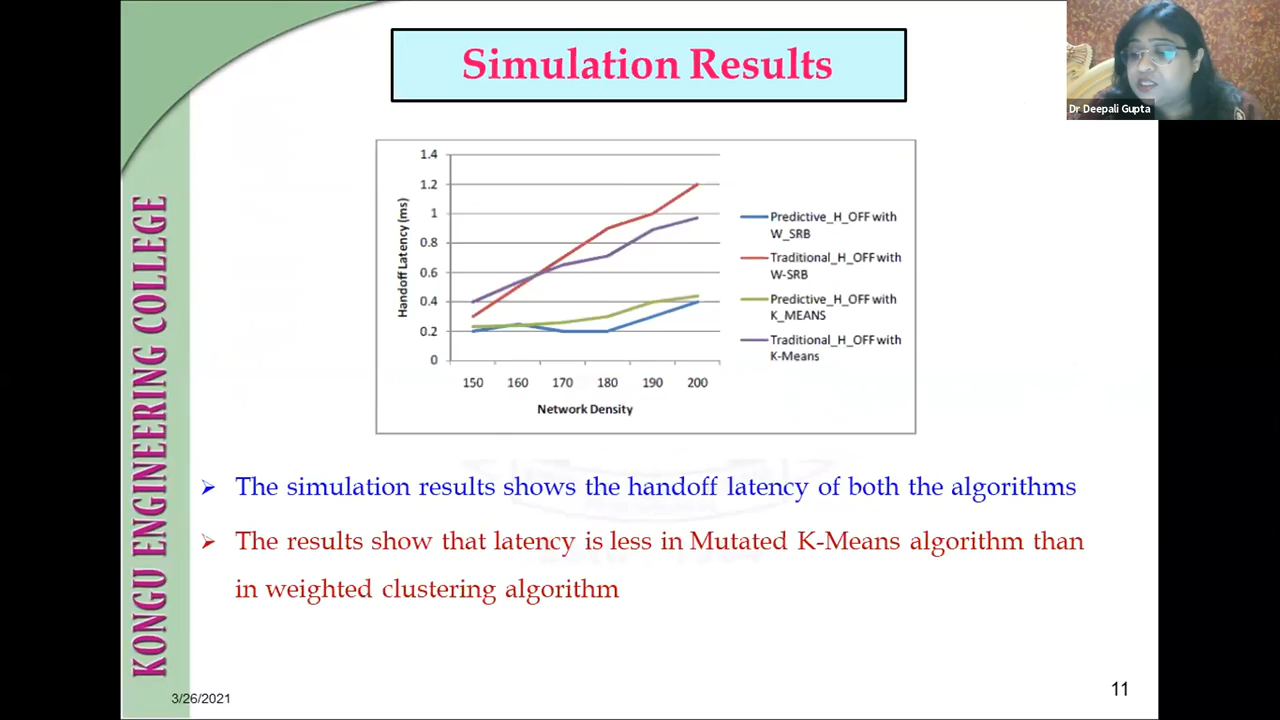 Simulation Results
Dr Deepali Gupta
KONGU ENGINEERING COLLEGE
1.4
1.2
1
0.8
0.6
0.4
0.2
0
Handoff Latency (ms)
150 160 170 180 190 200
Network Density
Predictive_H_OFF with
W_SRB
Traditional_H_OFF with
W-SRB
Predictive_H_OFF with
K_MEANS
Traditional_H_OFF with
K-Means
The simulation results shows the handoff latency of both the algorithms
The results show that latency is less in Mutated K-Means algorithm than
in weighted clustering algorithm
3/26/2021
11